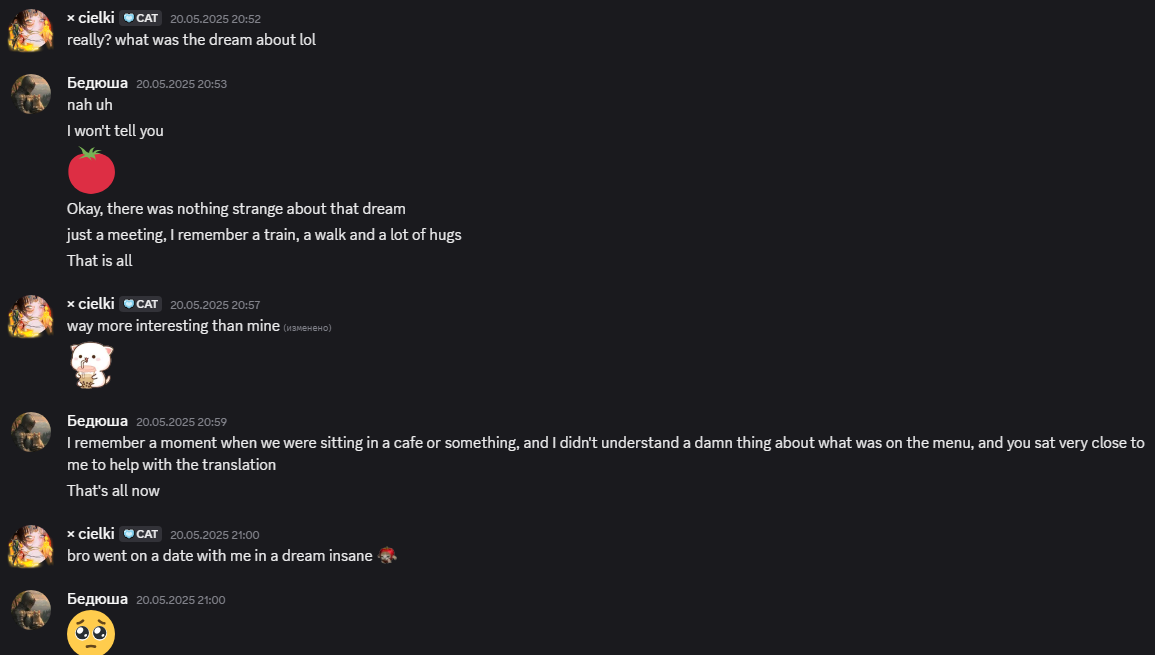 × cielki CAT 20.05.2025 20:52
really? what was the dream about lol
Бедюша 20.05.2025 20:53
nah uh
I won't tell you
Okay, there was nothing strange about that dream
just a meeting, I remember a train, a walk and a lot of hugs
That is all
× cielki CAT 20.05.2025 20:57
way more interesting than mine (изменено)
Бедюша 20.05.2025 20:59
I remember a moment when we were sitting in a cafe or something, and I didn't understand a damn thing about what was on the menu, and you sat very close to
me to help with the translation
That's all now
× cielki CAT 20.05.2025 21:00
bro went on a date with me in a dream insane
Бедюша 20.05.2025 21:00